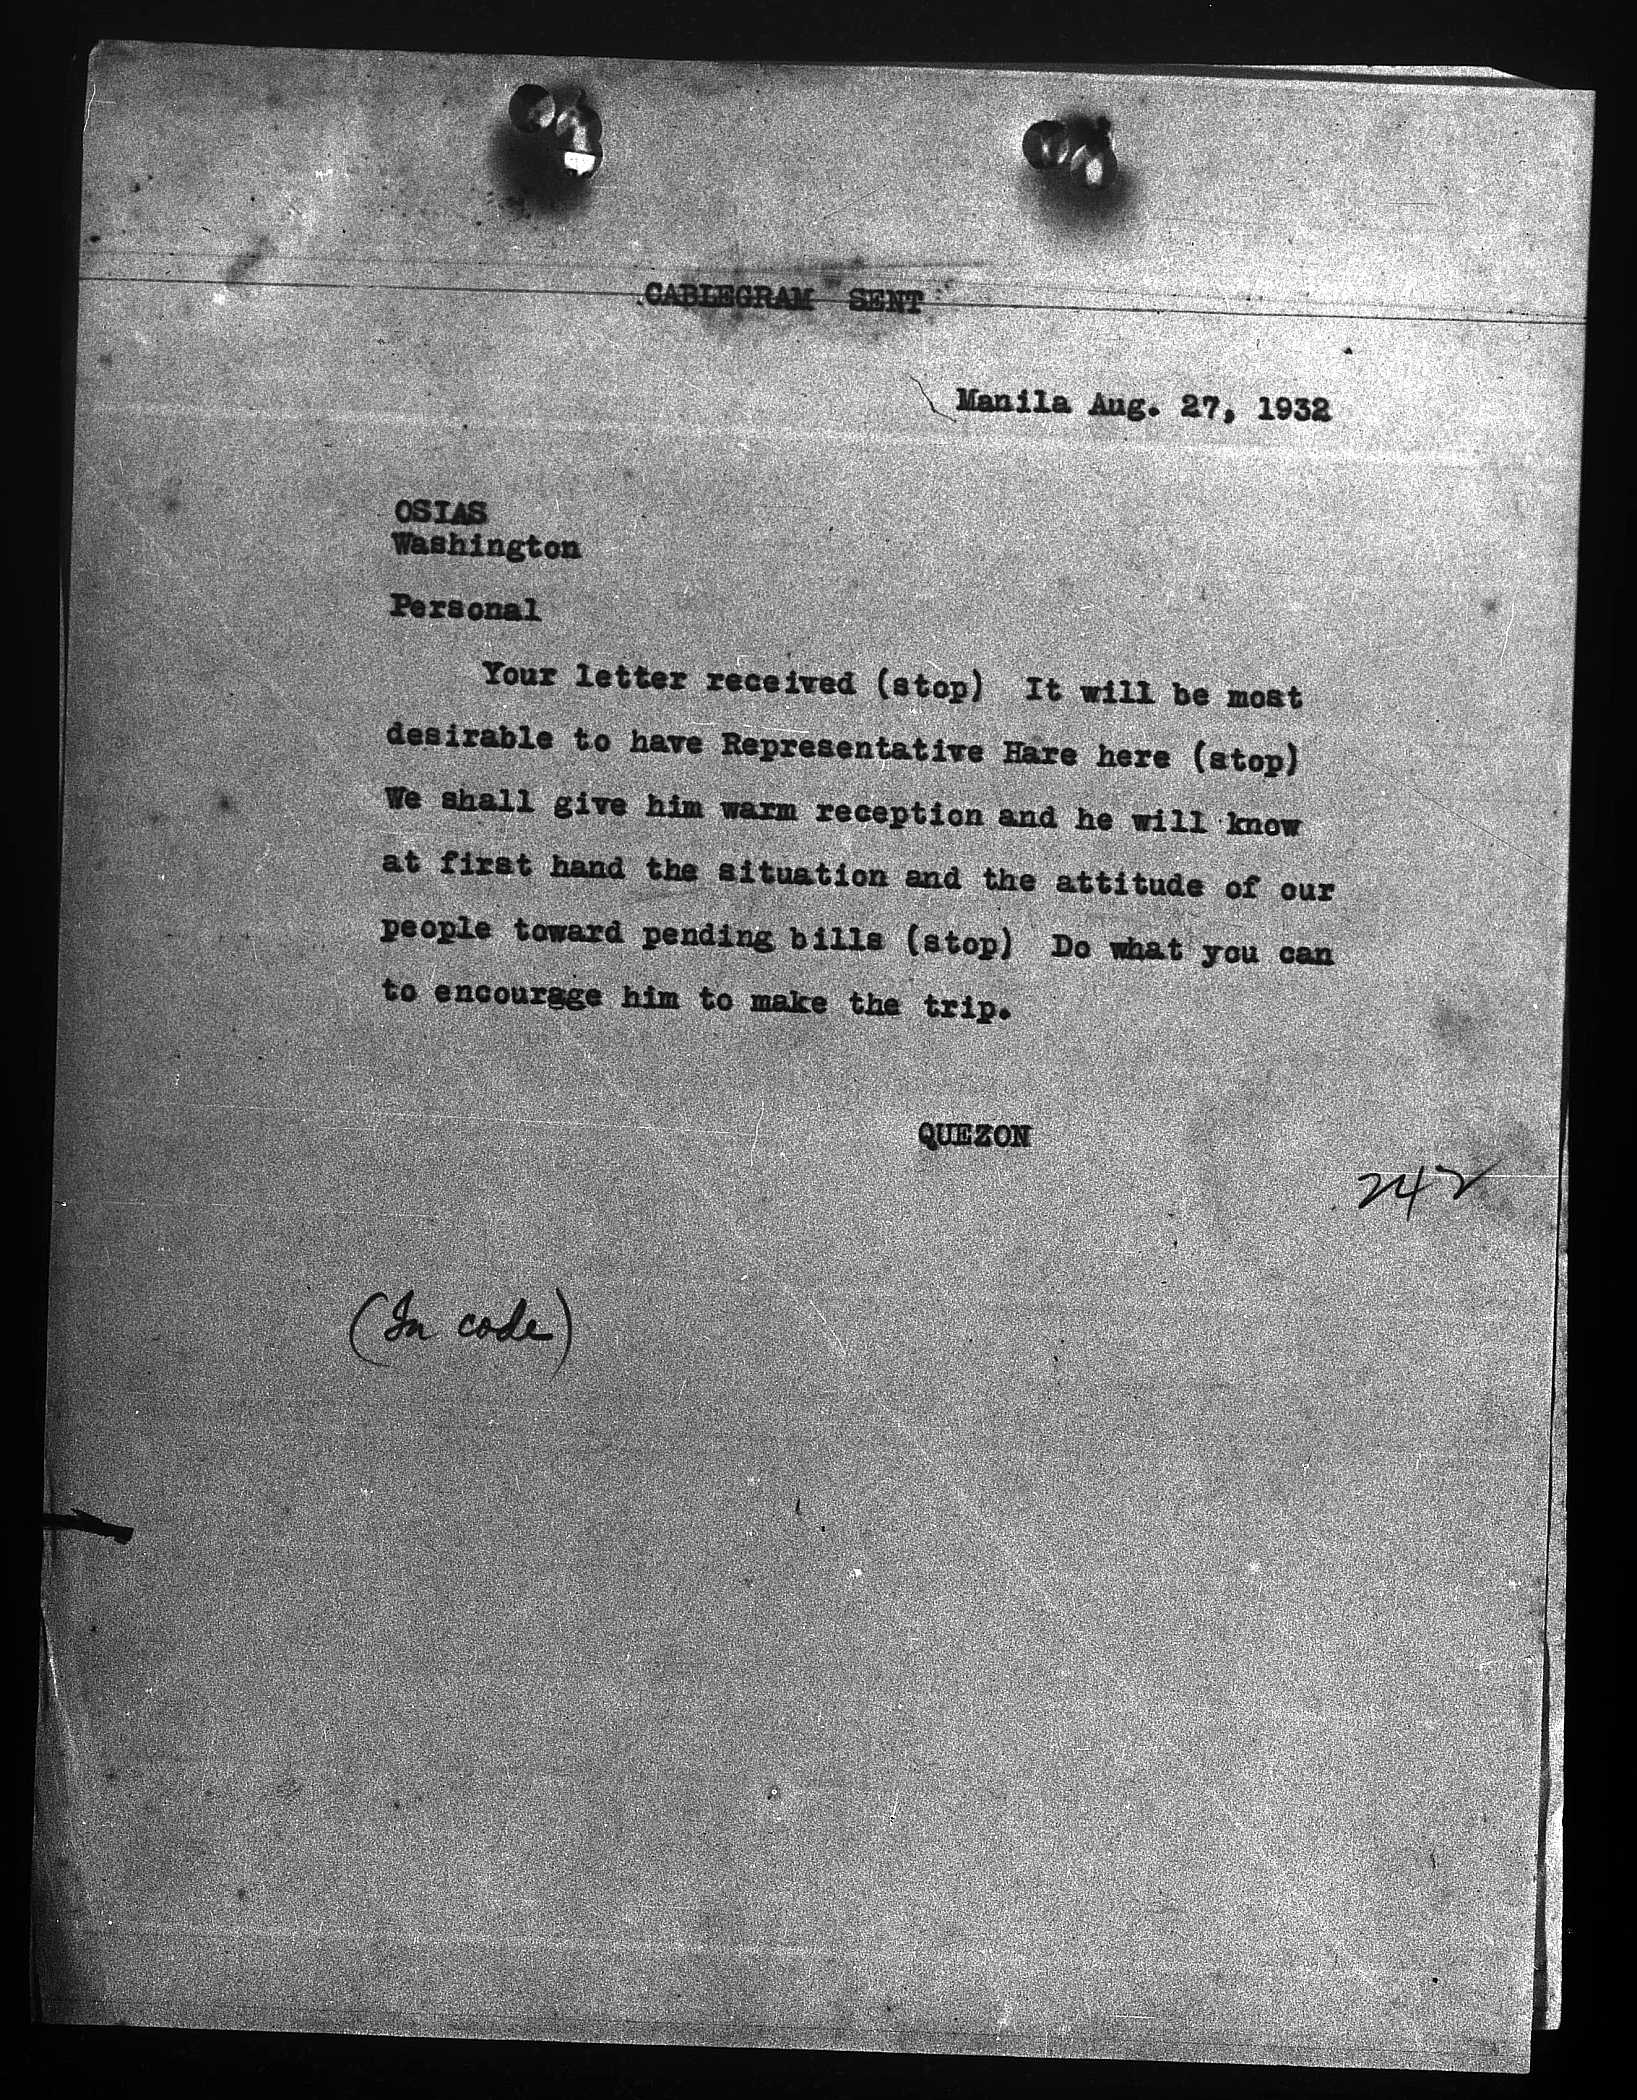 CABLEGRAM SENT
Manila Aug. 27, 1932
OSIAS
Washington
Personal
Your letter received (stop) It will be most
desirable to have Representative Hare here (stop)
We shall give him warm reception and he will know
at first hand the situation and the attitude of our
people toward pending bills (stop) Do what you can
to encourage him to make the trip.
QUEZON
242
(In code)